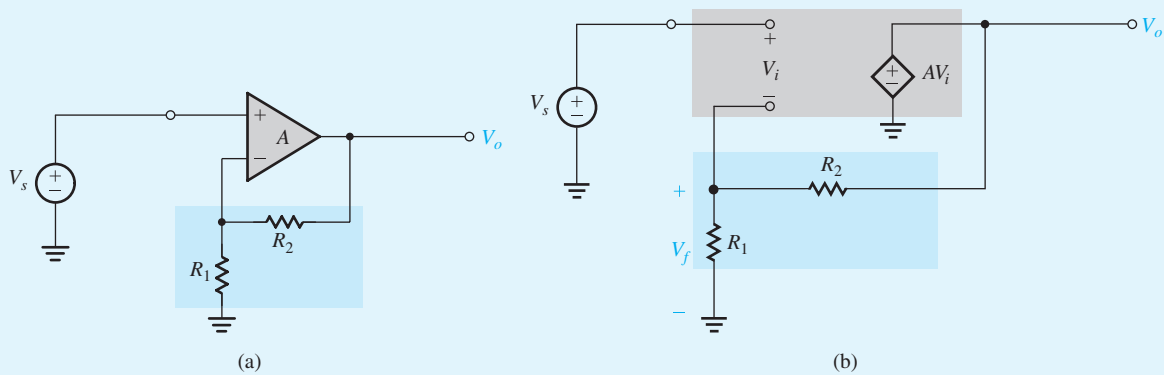 V_s
+
−
+
−
A
V_o
R_2
R_1
(a)
V_s
+
−
+
V_i
−
+
−
AV_i
V_o
R_2
+
V_f
−
R_1
(b)